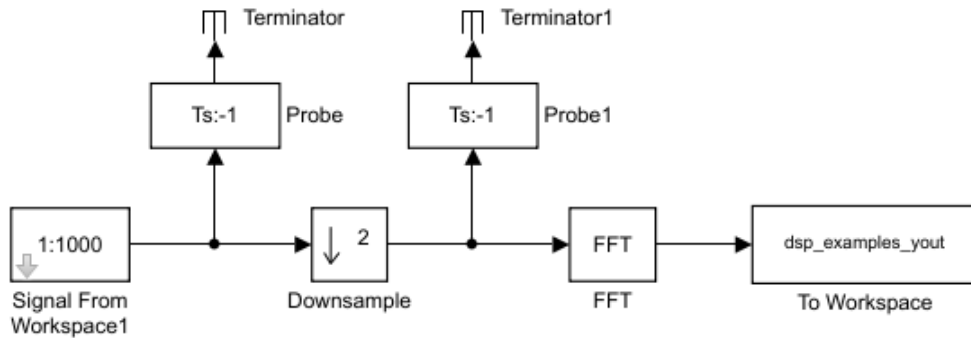 Terminator
Terminator1
Ts:-1
Probe
Ts:-1
Probe1
1:1000
2
FFT
dsp_examples_yout
Signal From
Workspace1
Downsample
FFT
To Workspace